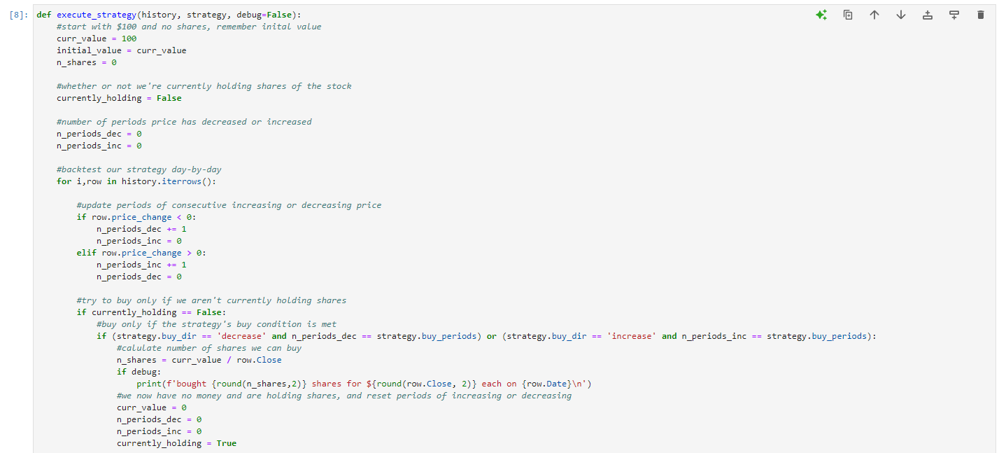 [8]: def execute_strategy(history, strategy, debug=False):
    #start with $100 and no shares, remember inital value
    curr_value = 100
    initial_value = curr_value
    n_shares = 0

    #whether or not we're currently holding shares of the stock
    currently_holding = False

    #number of periods price has decreased or increased
    n_periods_dec = 0
    n_periods_inc = 0

    #backtest our strategy day-by-day
    for i,row in history.iterrows():

        #update periods of consecutive increasing or decreasing price
        if row.price_change < 0:
            n_periods_dec += 1
            n_periods_inc = 0
        elif row.price_change > 0:
            n_periods_inc += 1
            n_periods_dec = 0

        #try to buy only if we aren't currently holding shares
        if currently_holding == False:
            #buy only if the strategy's buy condition is met
            if (strategy.buy_dir == 'decrease' and n_periods_dec == strategy.buy_periods) or (strategy.buy_dir == 'increase' and n_periods_inc == strategy.buy_periods):
                #calulate number of shares we can buy
                n_shares = curr_value / row.Close
                if debug:
                    print(f'bought {round(n_shares,2)} shares for ${round(row.Close, 2)} each on {row.Date}\n')
                #we now have no money and are holding shares, and reset periods of increasing or decreasing
                curr_value = 0
                n_periods_dec = 0
                n_periods_inc = 0
                currently_holding = True